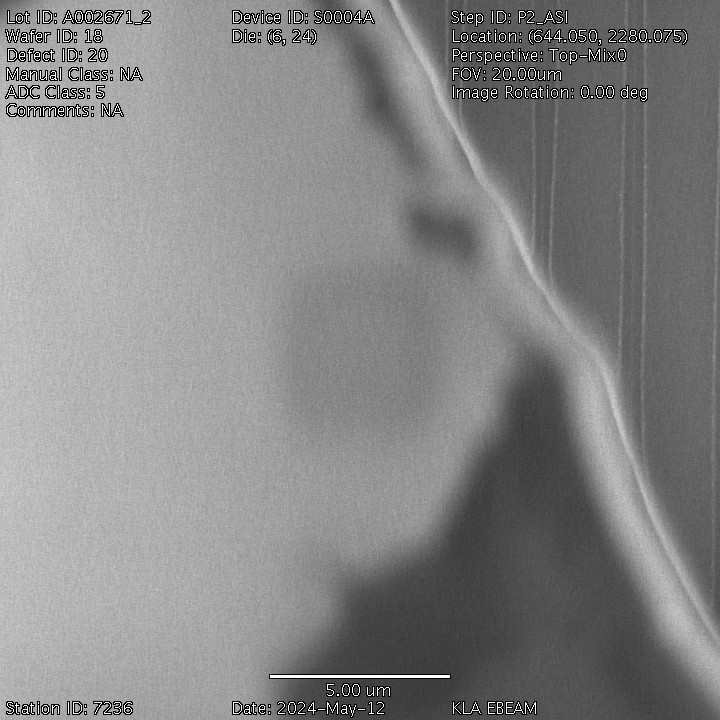 Lot ID: A002671_2
Wafer ID: 18
Defect ID: 20
Manual Class: NA
ADC Class: 5
Comments: NA
Device ID: S0004A
Die: (6, 24)
Step ID: P2_ASI
Location: (644.050, 2280.075)
Perspective: Top-Mix0
FOV: 20.00um
Image Rotation: 0.00 deg
5.00 um
Station ID: 7236
Date: 2024-May-12
KLA EBEAM